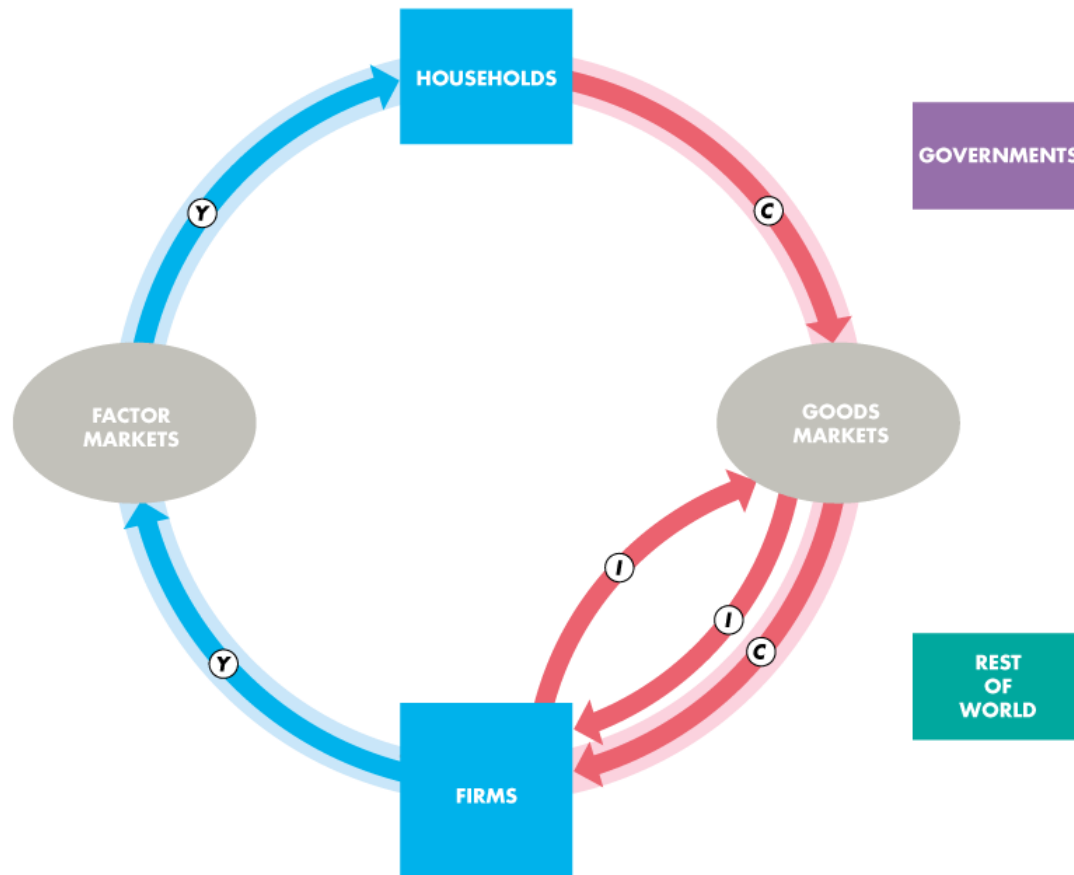 HOUSEHOLDS
GOVERNMENTS
Y
C
FACTOR
MARKETS
GOODS
MARKETS
I
I
C
Y
REST
OF
WORLD
FIRMS